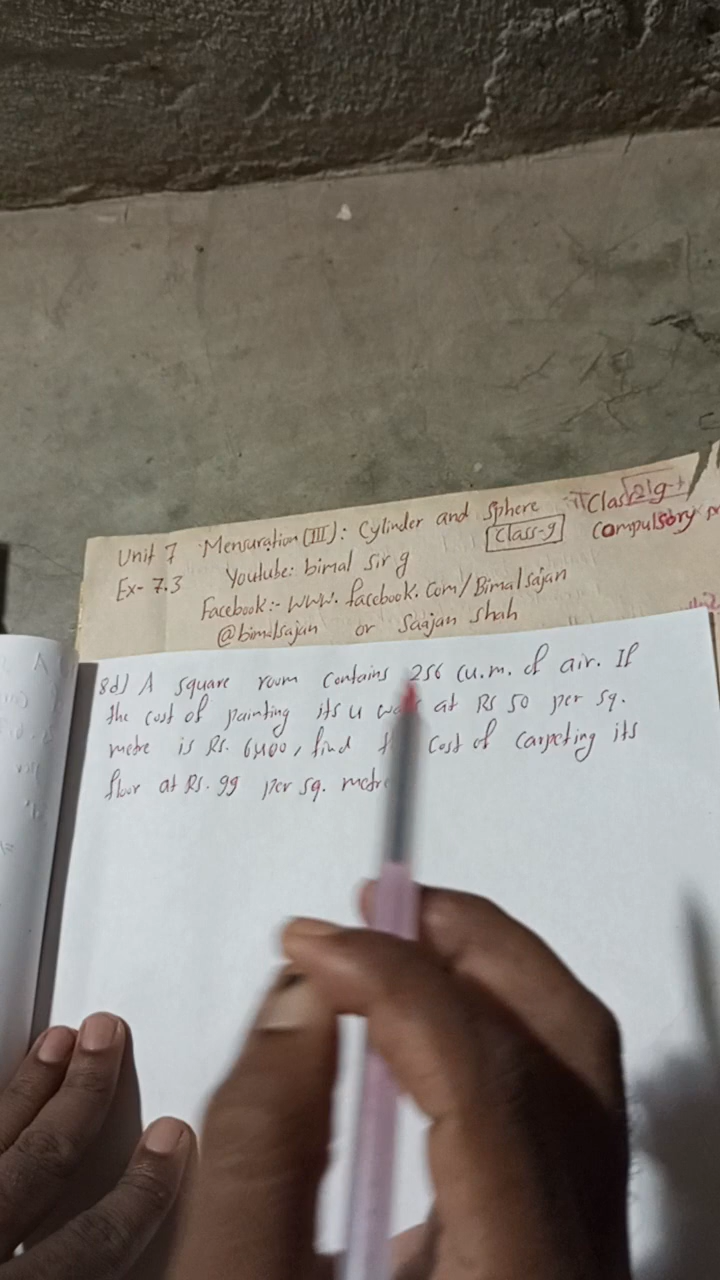 Unit 7 Mensuration (III): Cylinder and Sphere
Ex- 7.3 Youtube: bimal sir g Class-9 Compulsory
Facebook:- www.facebook.com/Bimalsajan
@bimalsajan or Saajan Shah
8d) A square room contains 256 cu.m. of air. If
the cost of painting its 4 at Rs 50 per sq.
metre is Rs. 6400, find cost of carpeting its
floor at Rs. 99 per sq.